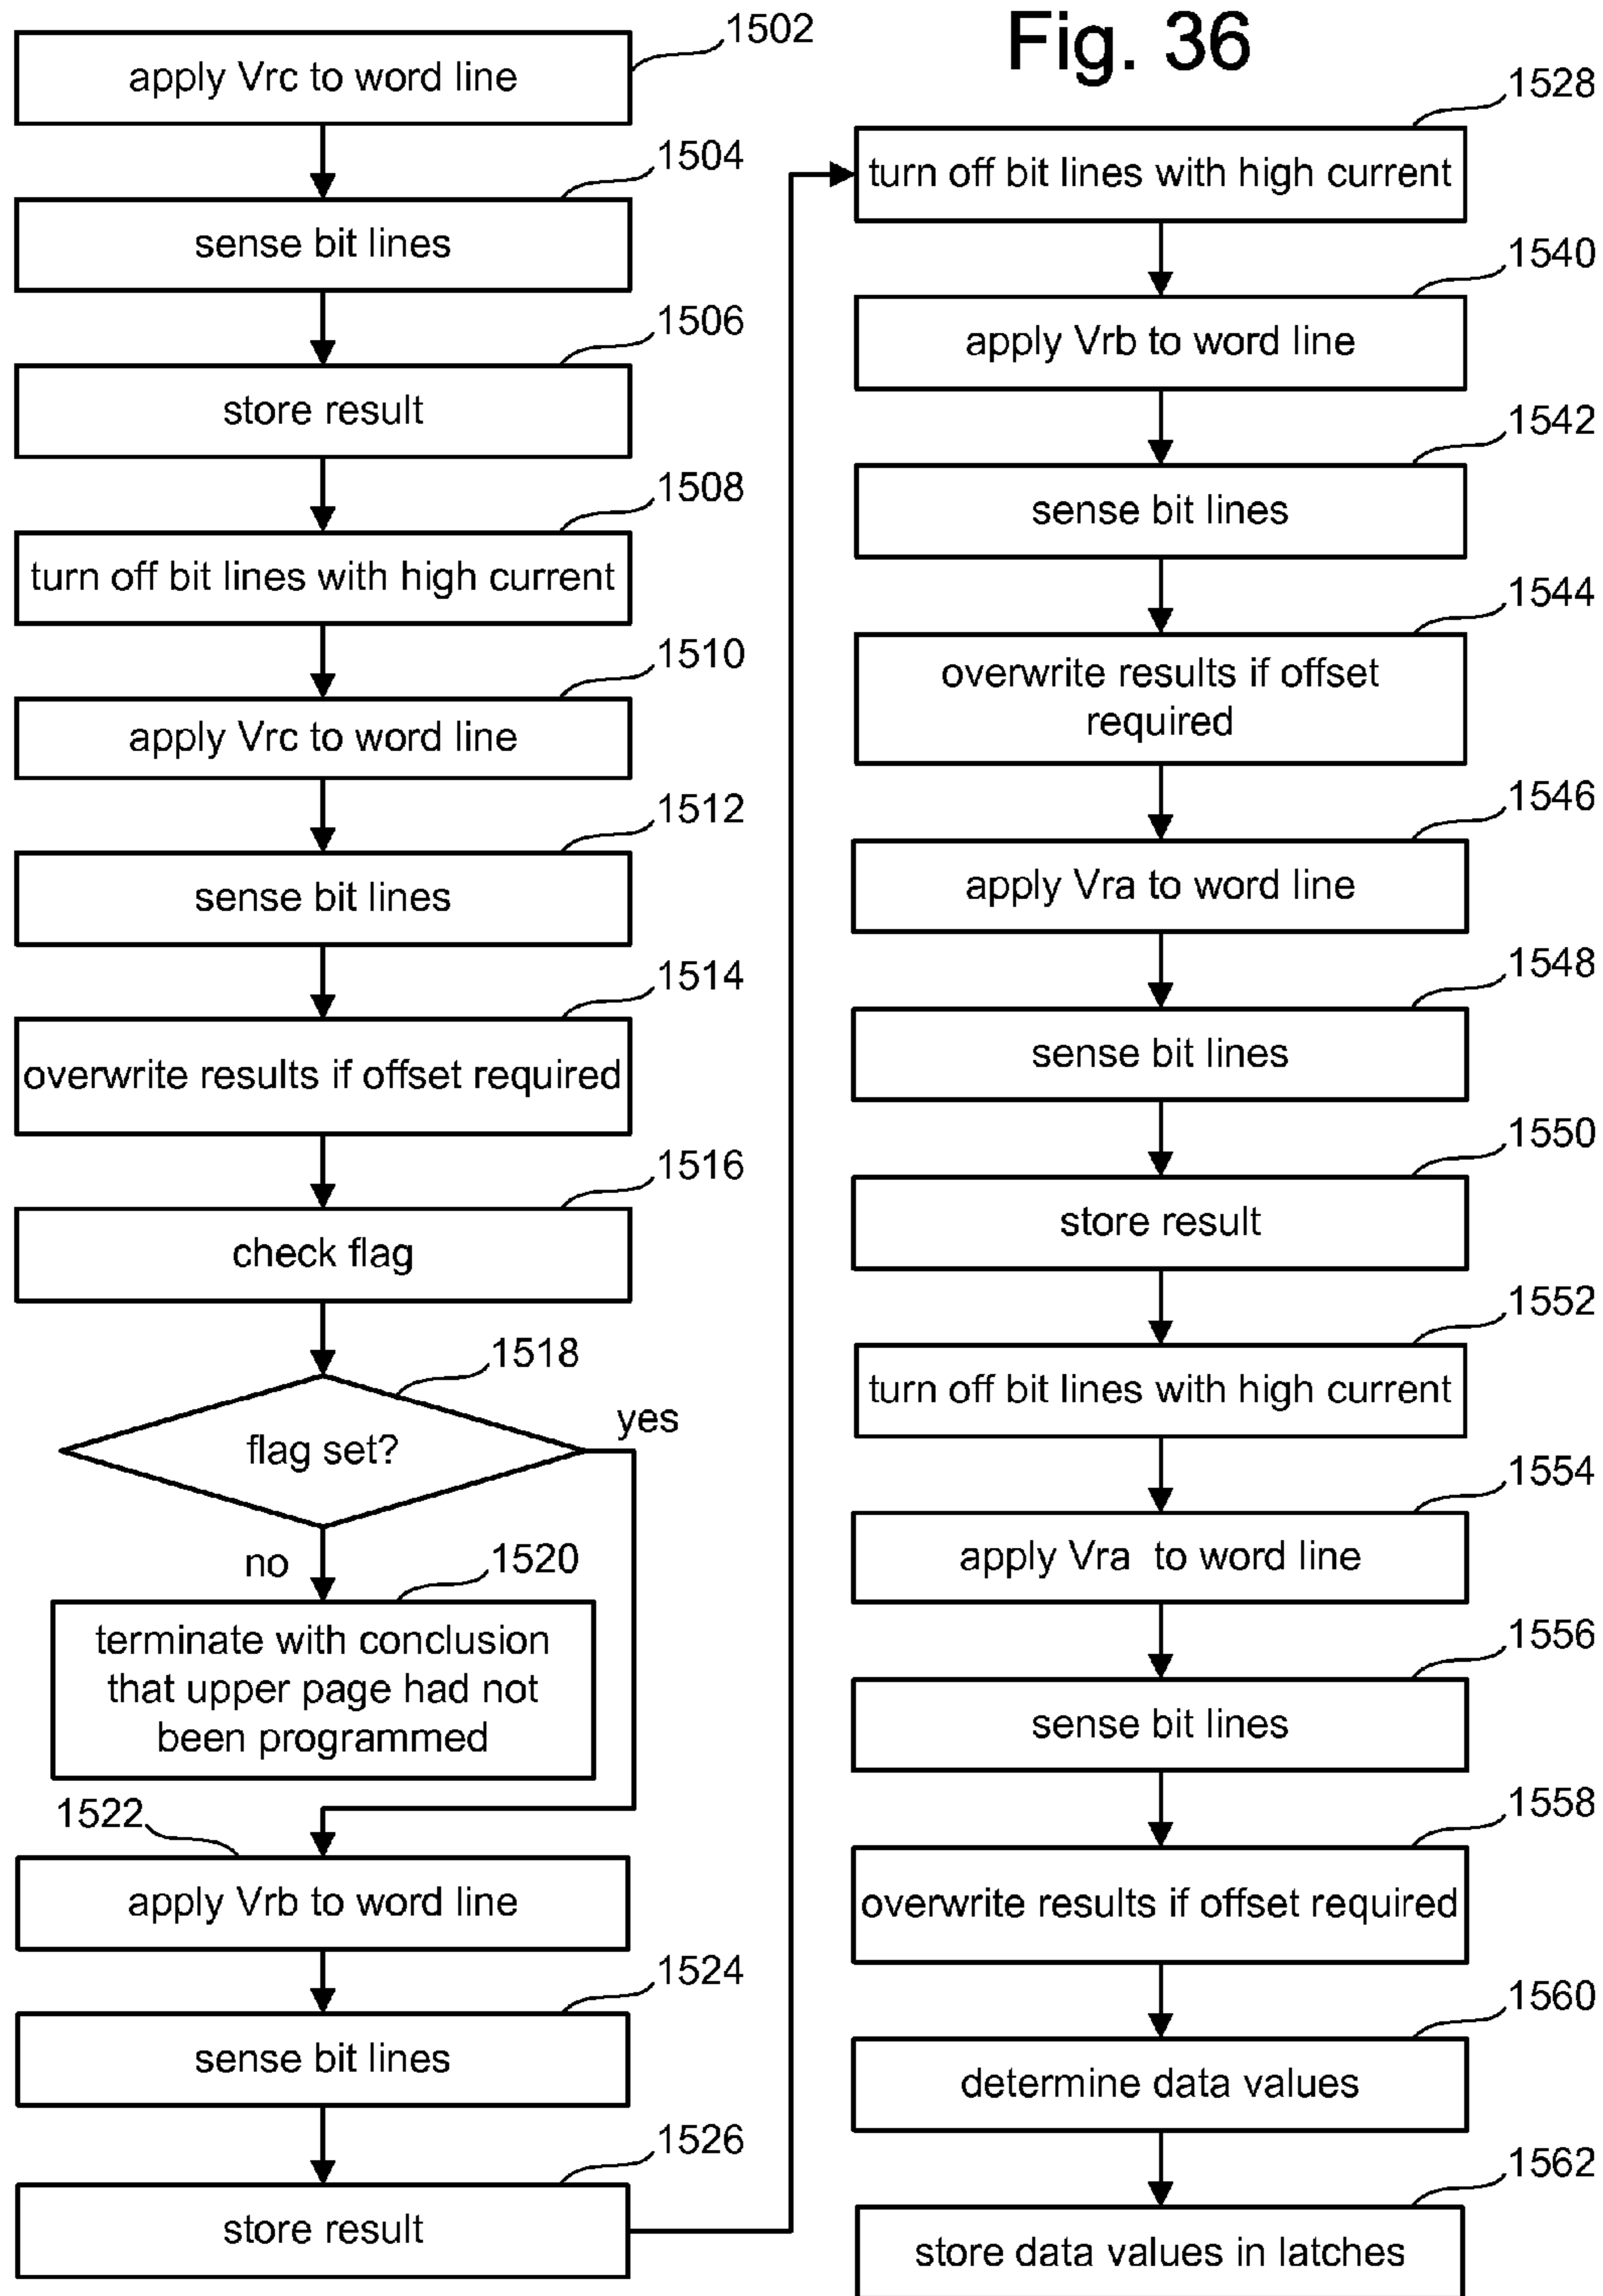 Fig. 36
1502
apply Vrc to word line
1504
sense bit lines
1506
store result
1508
turn off bit lines with high current
1510
apply Vrc to word line
1512
sense bit lines
1514
overwrite results if offset required
1516
check flag
1518
flag set?
yes
no
1520
terminate with conclusion
that upper page had not
been programmed
1522
apply Vrb to word line
1524
sense bit lines
1526
store result
1528
turn off bit lines with high current
1540
apply Vrb to word line
1542
sense bit lines
1544
overwrite results if offset
required
1546
apply Vra to word line
1548
sense bit lines
1550
store result
1552
turn off bit lines with high current
1554
apply Vra to word line
1556
sense bit lines
1558
overwrite results if offset required
1560
determine data values
1562
store data values in latches